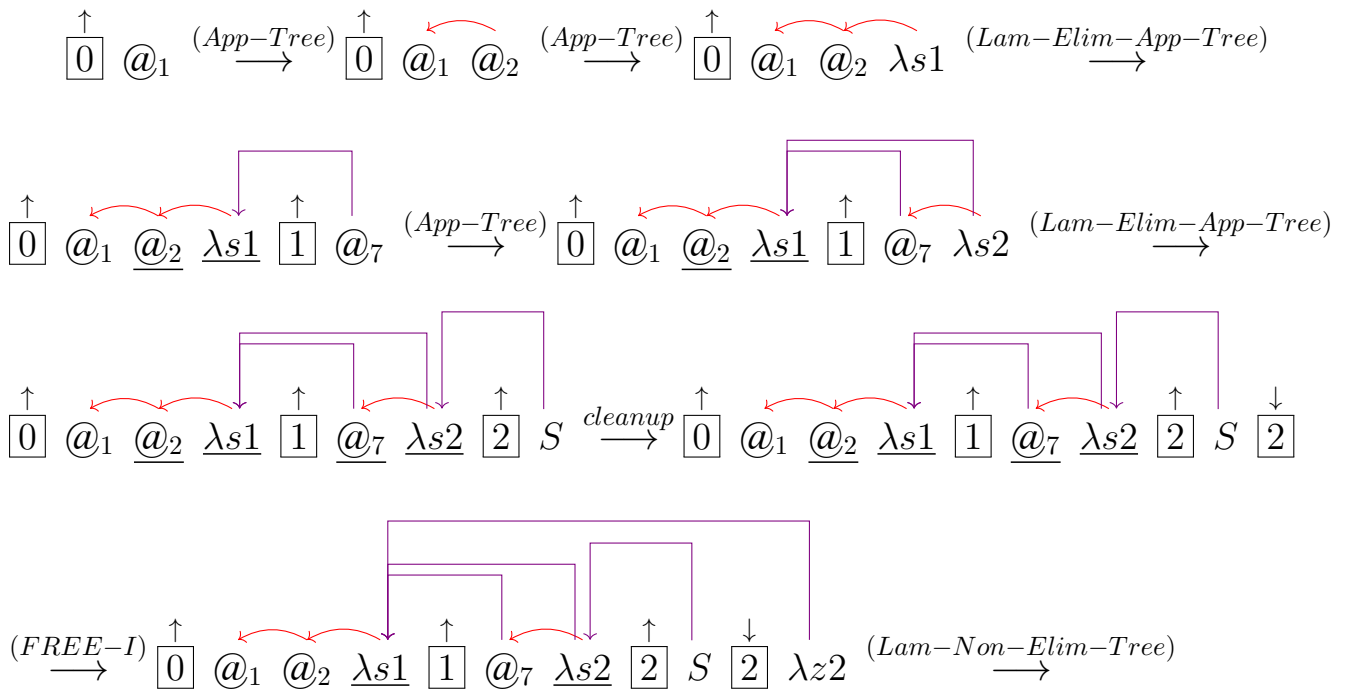 ↑0 @₁ (App−Tree)⟶ ↑0 @₁ @₂ (App−Tree)⟶ ↑0 @₁ @₂ λs1 (Lam−Elim−App−Tree)⟶
↑0 @₁ @₂ λs1 ↑1 @₇ (App−Tree)⟶ ↑0 @₁ @₂ λs1 ↑1 @₇ λs2 (Lam−Elim−App−Tree)⟶
↑0 @₁ @₂ λs1 ↑1 @₇ λs2 ↑2 S cleanup⟶ ↑0 @₁ @₂ λs1 ↑1 @₇ λs2 ↑2 S ↓2
(FREE−I)⟶ ↑0 @₁ @₂ λs1 ↑1 @₇ λs2 ↑2 S ↓2 λz2 (Lam−Non−Elim−Tree)⟶